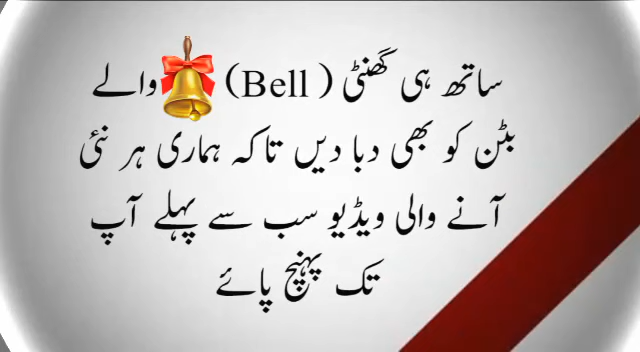 ساتھ ہی گھنٹی ( Bell) والے
بٹن کو بھی دبا دیں تاکہ ہماری ہر نئی
آنے والی ویڈیو سب سے پہلے آپ
تک پہنچ پائے